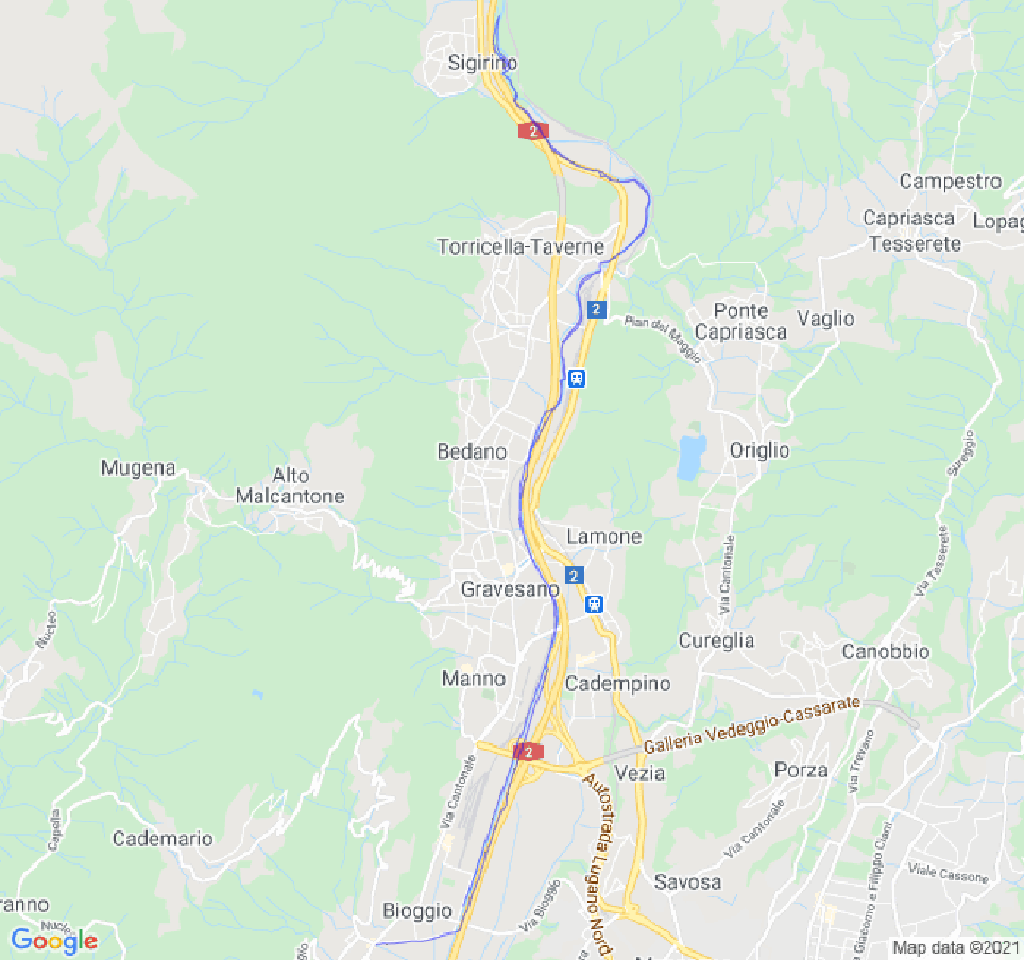 Sigirino
2
Campestro
Capriasca
Tesserete
Lopag
Torricella-Taverne
2
Ponte
Capriasca
Vaglio
Pian del Maggio
Bedano
Origlio
Mugena
Alto
Malcantone
Sureggio
Lamone
2
Gravesano
Via Cantonale
Via Tesserete
Nucleo
Cureglia
Canobbio
Manno
Cadempino
Galleria Vedeggio-Cassarate
2
Vezia
Porza
Via Trevano
Via Cantonale
Autostrada Lugano Nord
Via Cantonale
Capella
Cademario
Viale Cassone
Savosa
Via Giacomo e Filippo Ciani
Bioggio
Via Bioggio
ranno
Nucleo
ggio
Google
Map data ©2021